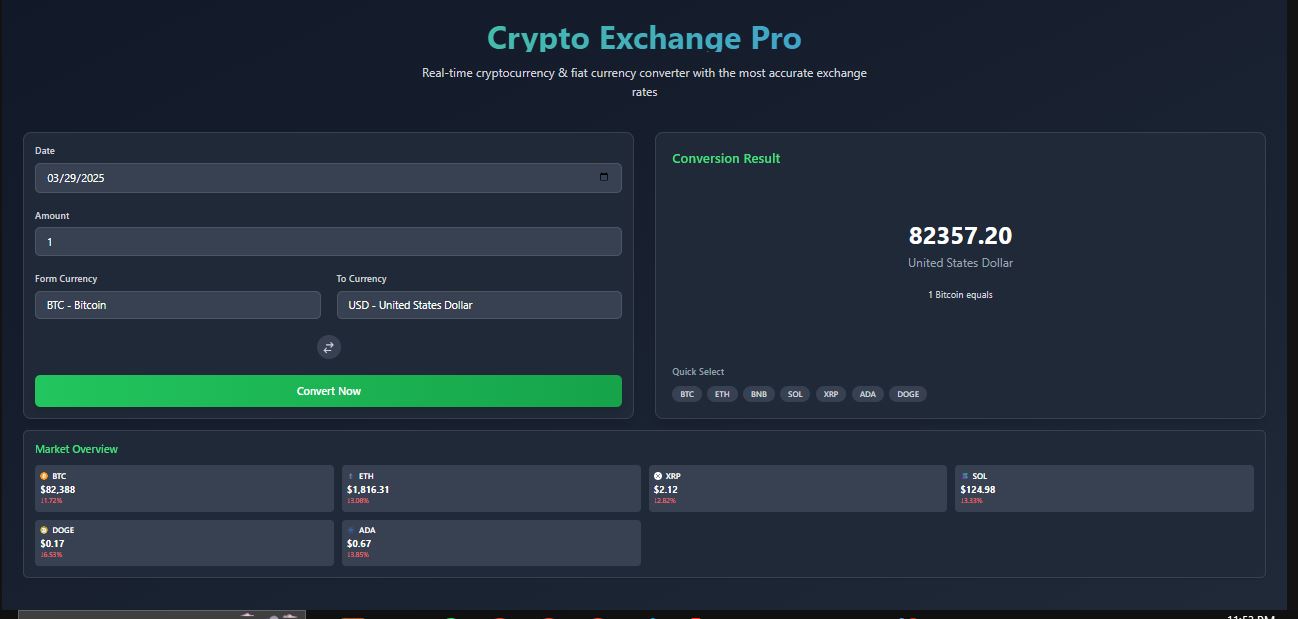 Crypto Exchange Pro
Real-time cryptocurrency & fiat currency converter with the most accurate exchange
rates
Date
03/29/2025
Amount
1
Form Currency
To Currency
BTC - Bitcoin
USD - United States Dollar
Convert Now
Conversion Result
82357.20
United States Dollar
1 Bitcoin equals
Quick Select
BTC ETH BNB SOL XRP ADA DOGE
Market Overview
BTC
$82,388
↓1.72%
ETH
$1,816.31
↓3.08%
XRP
$2.12
↓2.82%
SOL
$124.98
↓3.33%
DOGE
$0.17
↓6.53%
ADA
$0.67
↓3.85%